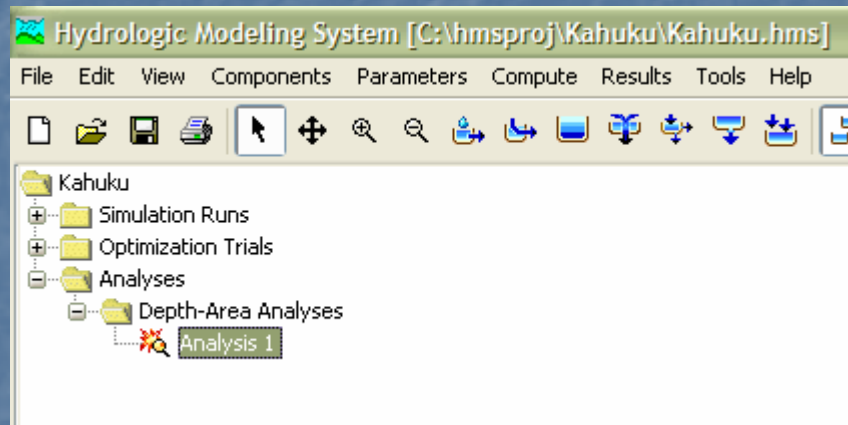 Hydrologic Modeling System [C:\hmsproj\Kahuku\Kahuku.hms]
File Edit View Components Parameters Compute Results Tools Help
Kahuku
Simulation Runs
Optimization Trials
Analyses
Depth-Area Analyses
Analysis 1